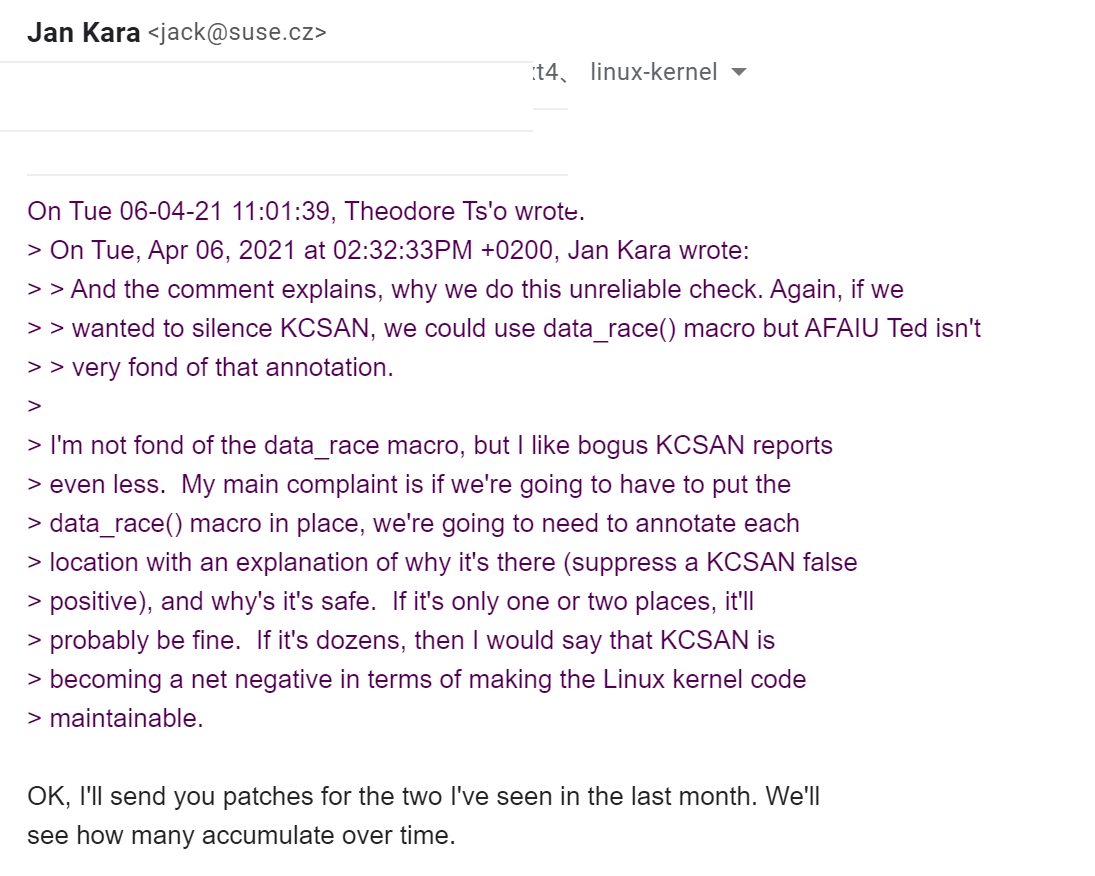 Jan Kara <jack@suse.cz>
t4、 linux-kernel
On Tue 06-04-21 11:01:39, Theodore Ts'o wrote.
> On Tue, Apr 06, 2021 at 02:32:33PM +0200, Jan Kara wrote:
> > And the comment explains, why we do this unreliable check. Again, if we
> > wanted to silence KCSAN, we could use data_race() macro but AFAIU Ted isn't
> > very fond of that annotation.
>
> I'm not fond of the data_race macro, but I like bogus KCSAN reports
> even less.  My main complaint is if we're going to have to put the
> data_race() macro in place, we're going to need to annotate each
> location with an explanation of why it's there (suppress a KCSAN false
> positive), and why's it's safe.  If it's only one or two places, it'll
> probably be fine.  If it's dozens, then I would say that KCSAN is
> becoming a net negative in terms of making the Linux kernel code
> maintainable.
OK, I'll send you patches for the two I've seen in the last month. We'll
see how many accumulate over time.